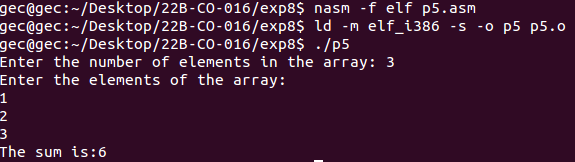 gec@gec:~/Desktop/22B-CO-016/exp8$ nasm -f elf p5.asm
gec@gec:~/Desktop/22B-CO-016/exp8$ ld -m elf_i386 -s -o p5 p5.o
gec@gec:~/Desktop/22B-CO-016/exp8$ ./p5
Enter the number of elements in the array: 3
Enter the elements of the array:
1
2
3
The sum is:6